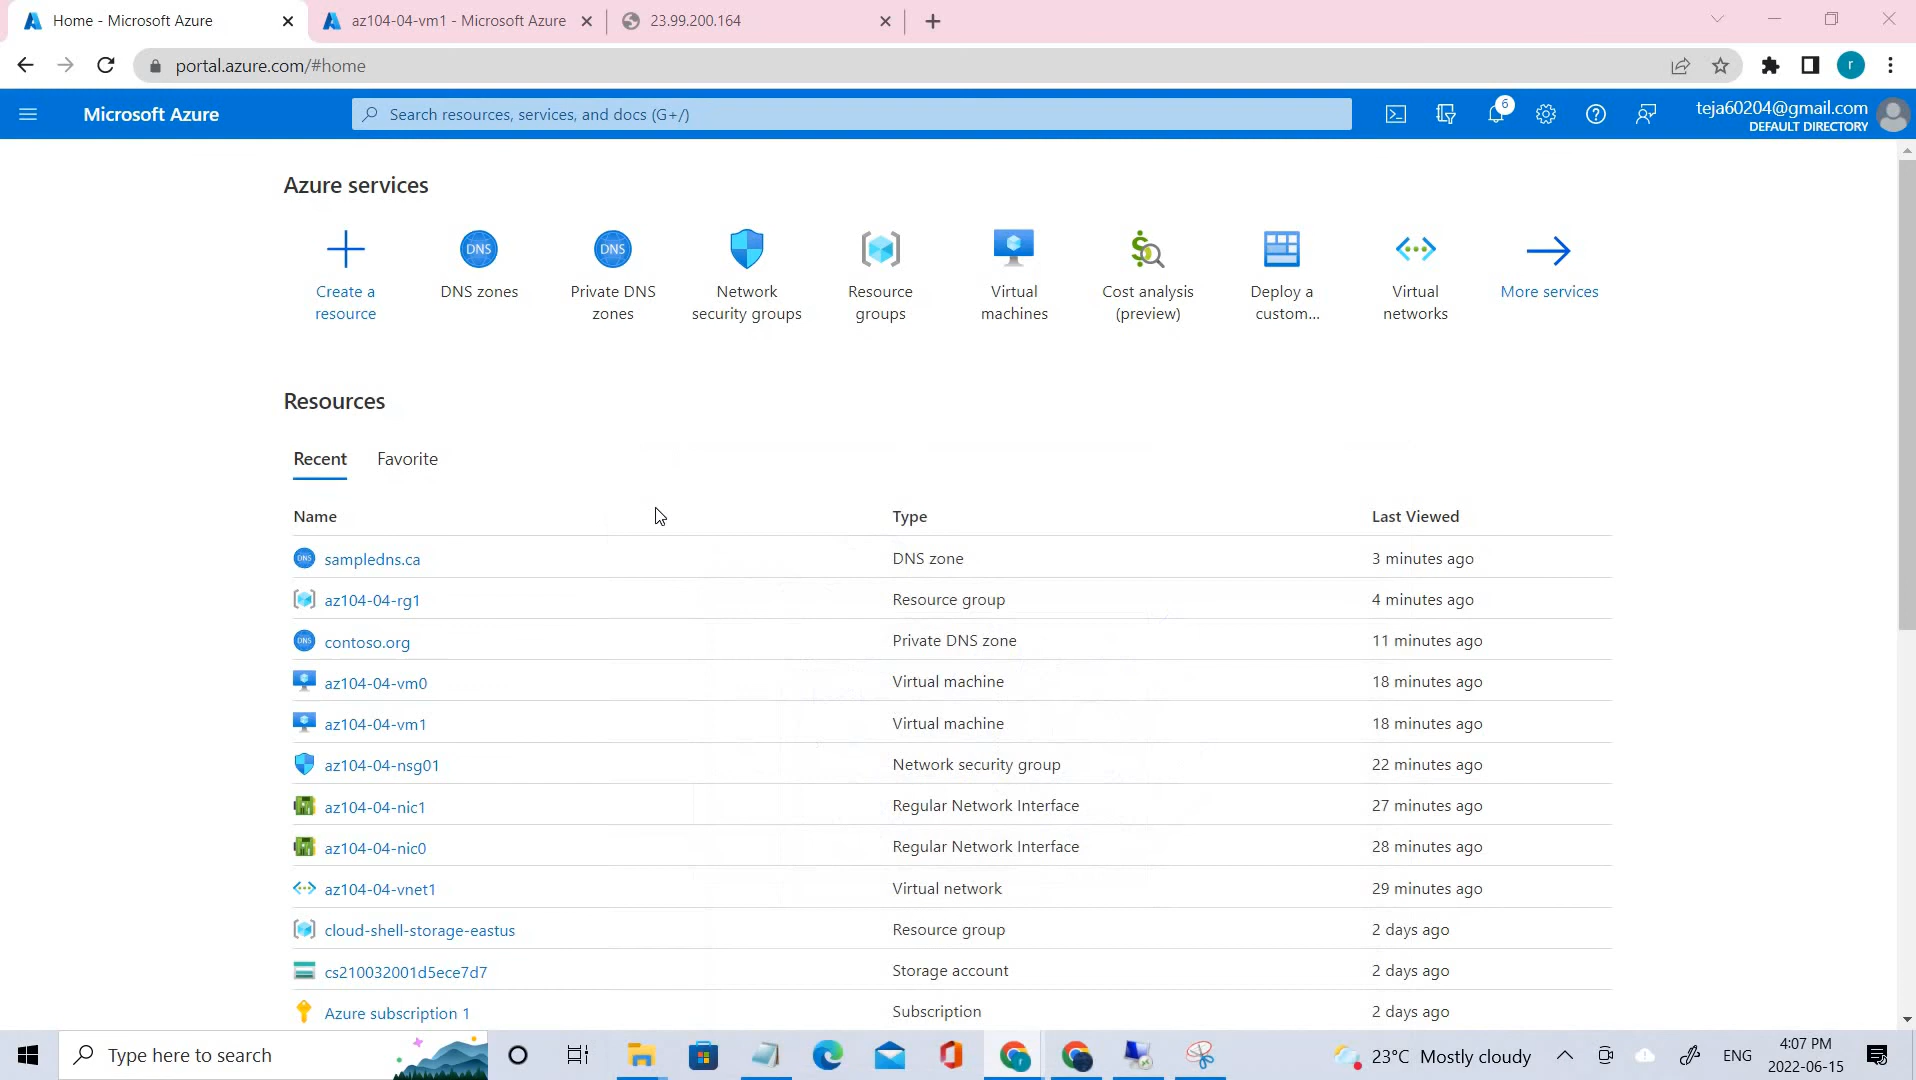 Home - Microsoft Azure
az104-04-vm1 - Microsoft Azure
23.99.200.164
portal.azure.com/#home
r
Microsoft Azure
Search resources, services, and docs (G+/)
6
teja60204@gmail.com
DEFAULT DIRECTORY
Azure services
Create a
resource
DNS
DNS zones
DNS
Private DNS
zones
Network
security groups
Resource
groups
Virtual
machines
Cost analysis
(preview)
Deploy a
custom...
Virtual
networks
More services
Resources
Recent Favorite
Name Type Last Viewed
DNS sampledns.ca DNS zone 3 minutes ago
az104-04-rg1 Resource group 4 minutes ago
DNS contoso.org Private DNS zone 11 minutes ago
az104-04-vm0 Virtual machine 18 minutes ago
az104-04-vm1 Virtual machine 18 minutes ago
az104-04-nsg01 Network security group 22 minutes ago
az104-04-nic1 Regular Network Interface 27 minutes ago
az104-04-nic0 Regular Network Interface 28 minutes ago
az104-04-vnet1 Virtual network 29 minutes ago
cloud-shell-storage-eastus Resource group 2 days ago
cs210032001d5ece7d7 Storage account 2 days ago
Azure subscription 1 Subscription 2 days ago
Type here to search
23°C Mostly cloudy
ENG
4:07 PM
2022-06-15